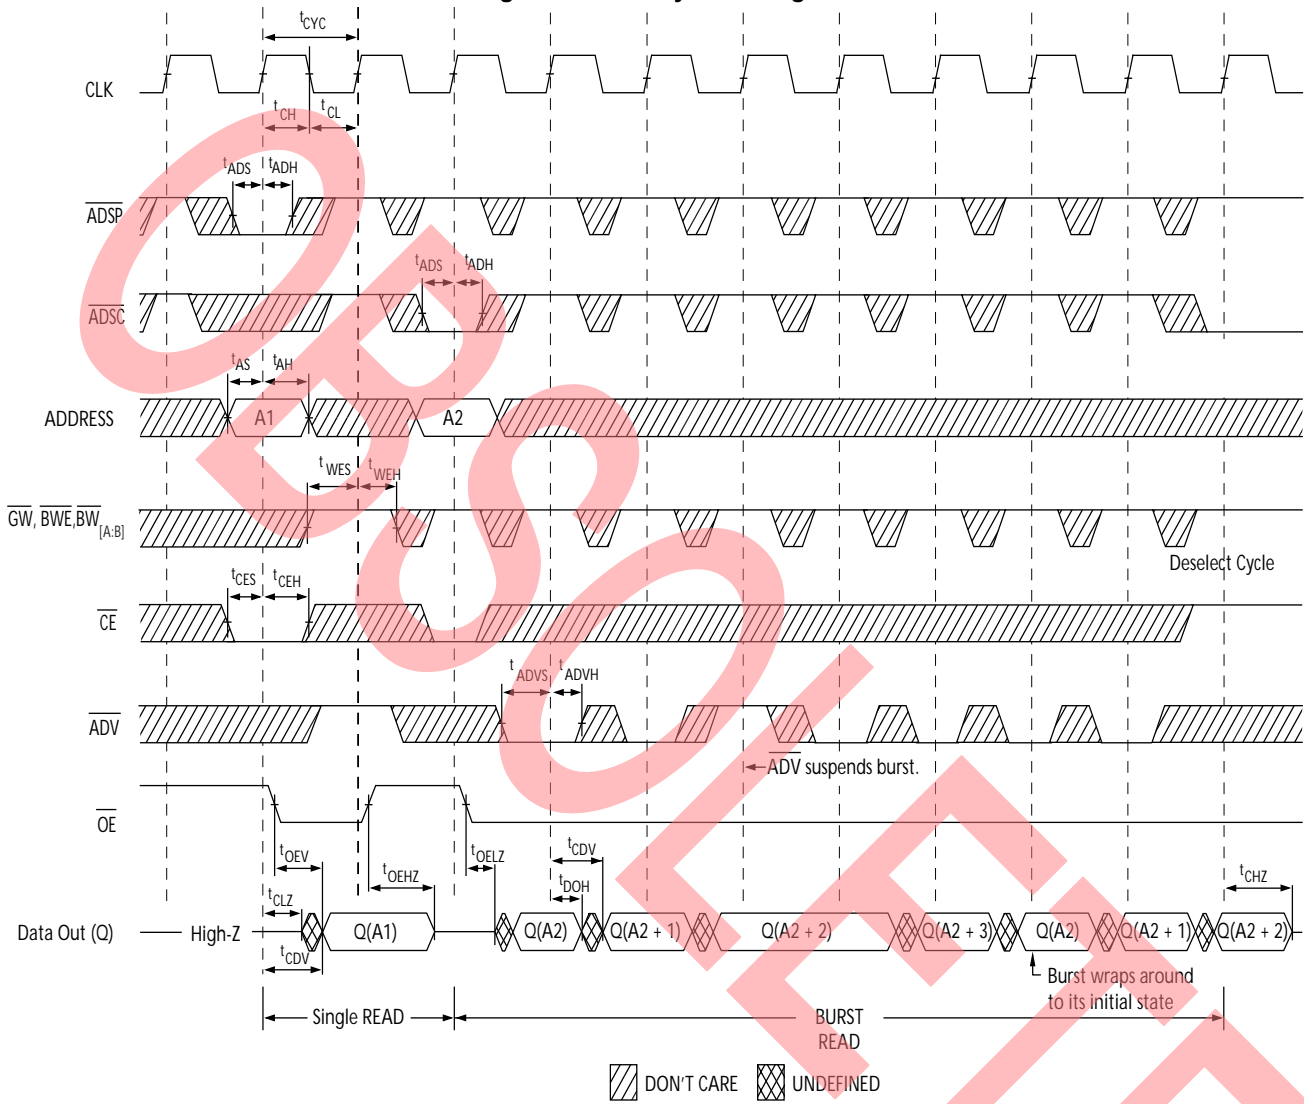 tCYC
CLK
tCH
tCL
tADS
tADH
ADSP
tADS
tADH
ADSC
tAS
tAH
ADDRESS
A1
A2
tWES
tWEH
GW, BWE,BW[A:B]
Deselect Cycle
tCES
tCEH
CE
tADVS
tADVH
ADV
ADV suspends burst.
OE
tOEV
tOEHZ
tOELZ
tCDV
tCLZ
tDOH
tCHZ
Data Out (Q)
High-Z
Q(A1)
Q(A2)
Q(A2 + 1)
Q(A2 + 2)
Q(A2 + 3)
Q(A2)
Q(A2 + 1)
Q(A2 + 2)
tCDV
Burst wraps around
to its initial state
Single READ
BURST
READ
DON'T CARE
UNDEFINED